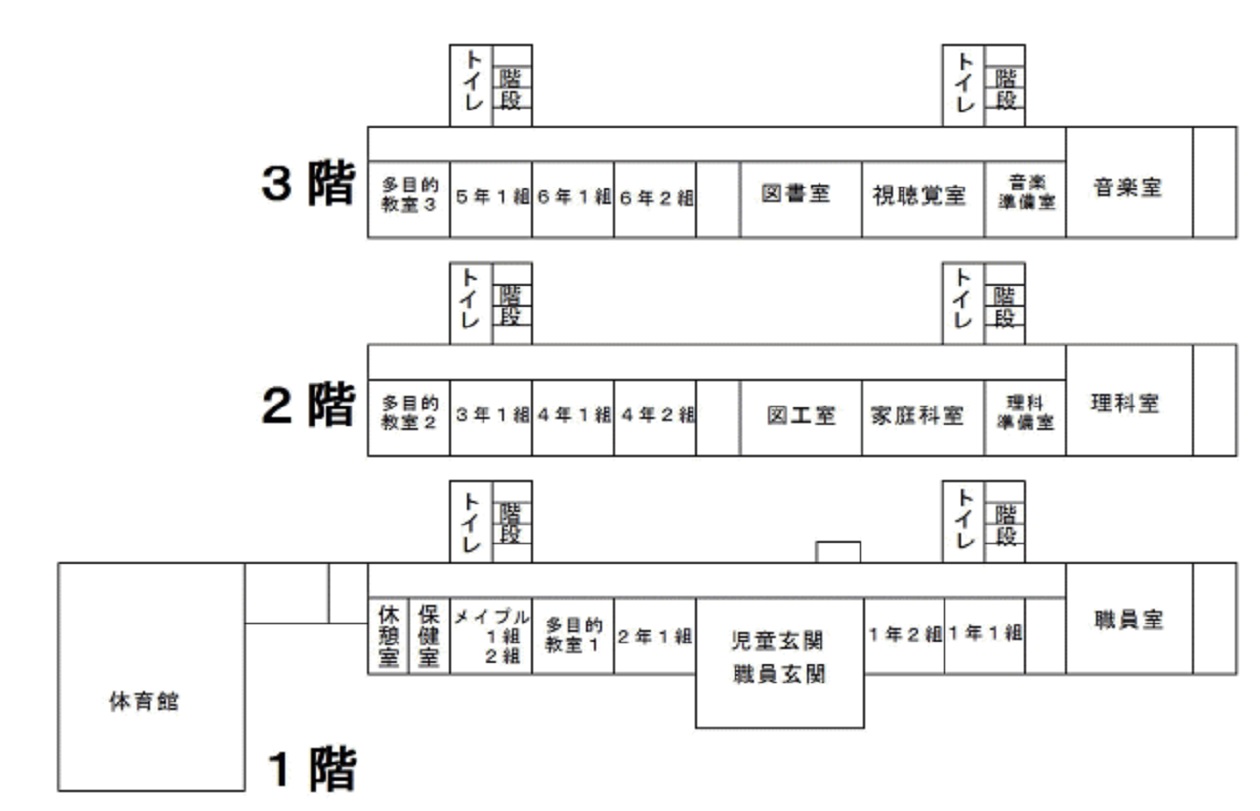 トイレ
階段
トイレ
階段
3階
多目的
教室3
5年1組
6年1組
6年2組
図書室
視聴覚室
音楽
準備室
音楽室
トイレ
階段
トイレ
階段
2階
多目的
教室2
3年1組
4年1組
4年2組
図工室
家庭科室
理科
準備室
理科室
トイレ
階段
トイレ
階段
休憩室
保健室
メイプル
1組
2組
多目的
教室1
2年1組
児童玄関
職員玄関
1年2組
1年1組
職員室
体育館
1階